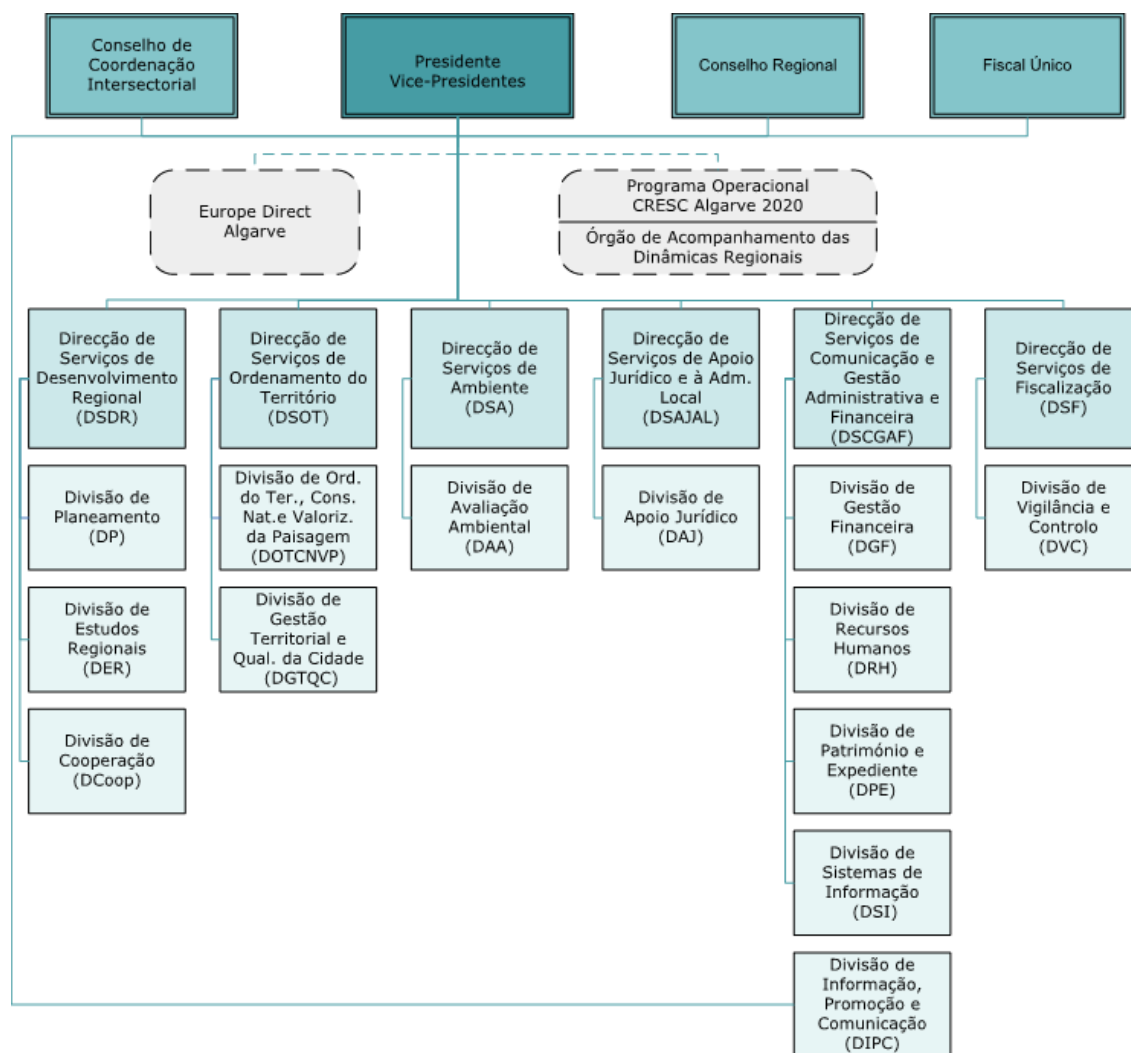 Conselho de
Coordenação
Intersectorial
Presidente
Vice-Presidentes
Conselho Regional
Fiscal Único
Europe Direct
Algarve
Programa Operacional
CRESC Algarve 2020
Órgão de Acompanhamento das
Dinâmicas Regionais
Direcção de
Serviços de
Desenvolvimento
Regional
(DSDR)
Direcção de
Serviços de
Ordenamento do
Território
(DSOT)
Direcção de
Serviços de
Ambiente
(DSA)
Direcção de
Serviços de Apoio
Jurídico e à Adm.
Local
(DSAJAL)
Direcção de
Serviços de
Comunicação e
Gestão
Administrativa e
Financeira
(DSCGAF)
Direcção de
Serviços de
Fiscalização
(DSF)
Divisão de
Planeamento
(DP)
Divisão de Ord.
do Ter., Cons.
Nat.e Valoriz.
da Paisagem
(DOTCNVP)
Divisão de
Avaliação
Ambiental
(DAA)
Divisão de
Apoio Jurídico
(DAJ)
Divisão de
Gestão
Financeira
(DGF)
Divisão de
Vigilância e
Controlo
(DVC)
Divisão de
Estudos
Regionais
(DER)
Divisão de
Gestão
Territorial e
Qual. da Cidade
(DGTQC)
Divisão de
Recursos
Humanos
(DRH)
Divisão de
Cooperação
(DCoop)
Divisão de
Património e
Expediente
(DPE)
Divisão de
Sistemas de
Informação
(DSI)
Divisão de
Informação,
Promoção e
Comunicação
(DIPC)